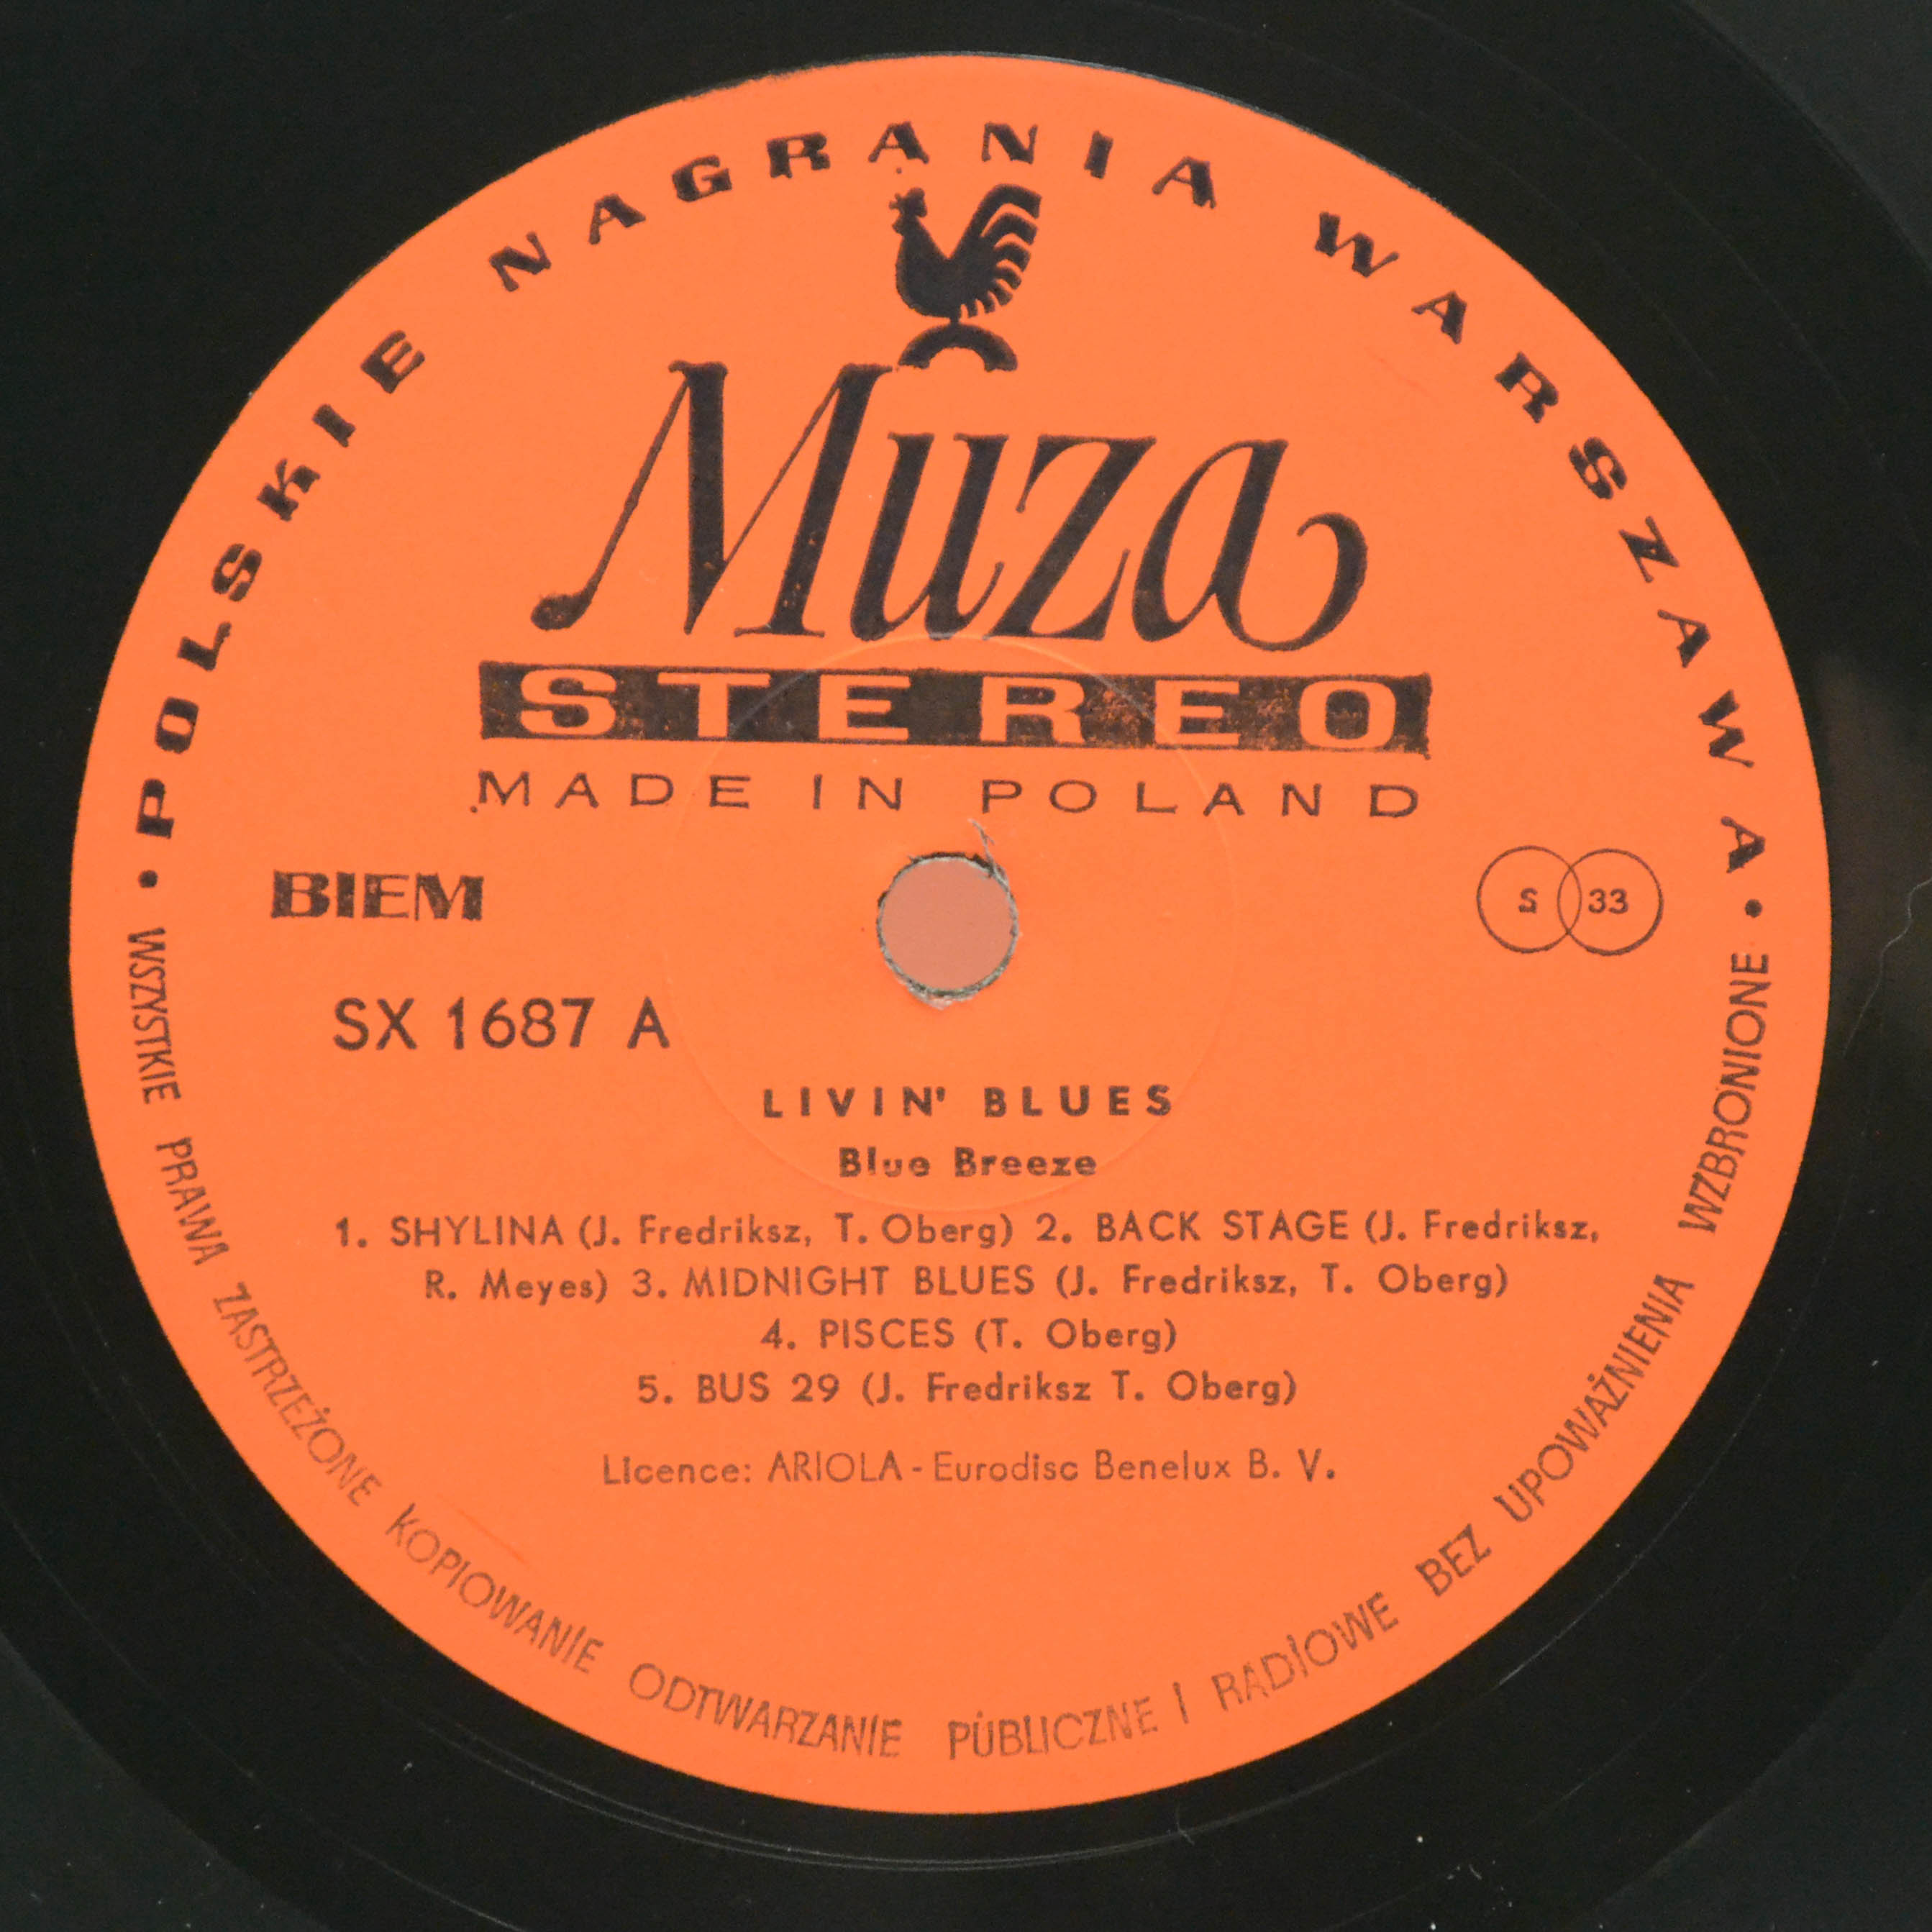 • POLSKIE NAGRANIA WARSZAWA •
Muza
STEREO
MADE IN POLAND
BIEM
S 33
SX 1687 A
LIVIN' BLUES
Blue Breeze
1. SHYLINA (J. Fredriksz, T. Oberg) 2. BACK STAGE (J. Fredriksz,
R. Meyes) 3. MIDNIGHT BLUES (J. Fredriksz, T. Oberg)
4. PISCES (T. Oberg)
5. BUS 29 (J. Fredriksz T. Oberg)
Licence: ARIOLA - Eurodisc Benelux B. V.
WSZYSTKIE PRAWA ZASTRZEŻONE KOPIOWANIE ODTWARZANIE PUBLICZNE I RADIOWE BEZ UPOWAŻNIENIA WZBRONIONE